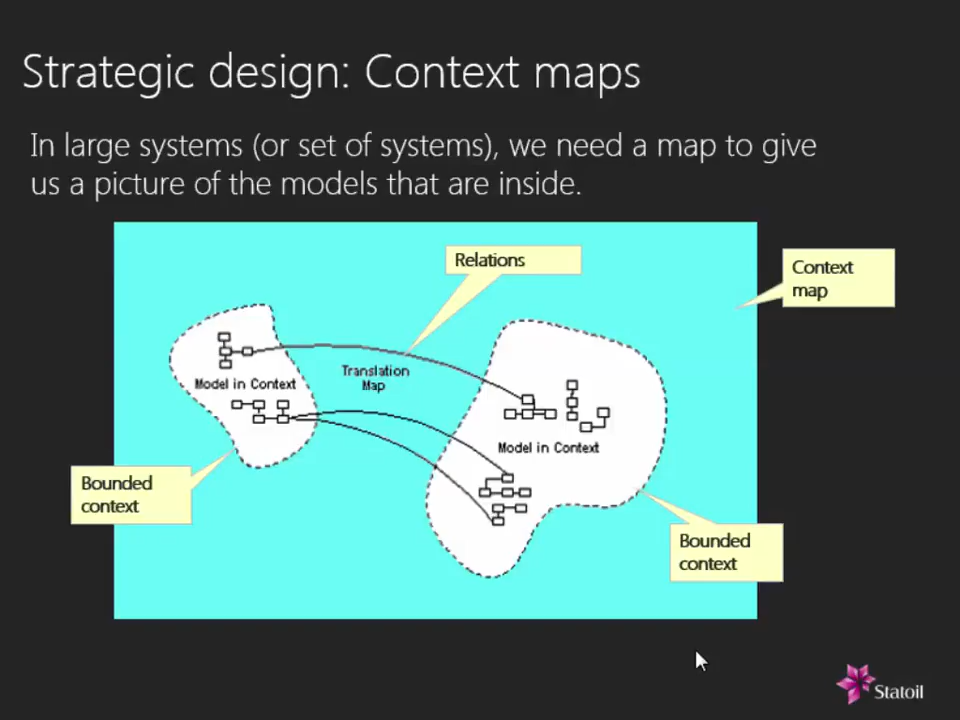 Strategic design: Context maps
In large systems (or set of systems), we need a map to give
us a picture of the models that are inside.
Relations
Context
map
Translation
Map
Model in Context
Model in Context
Bounded
context
Bounded
context
Statoil